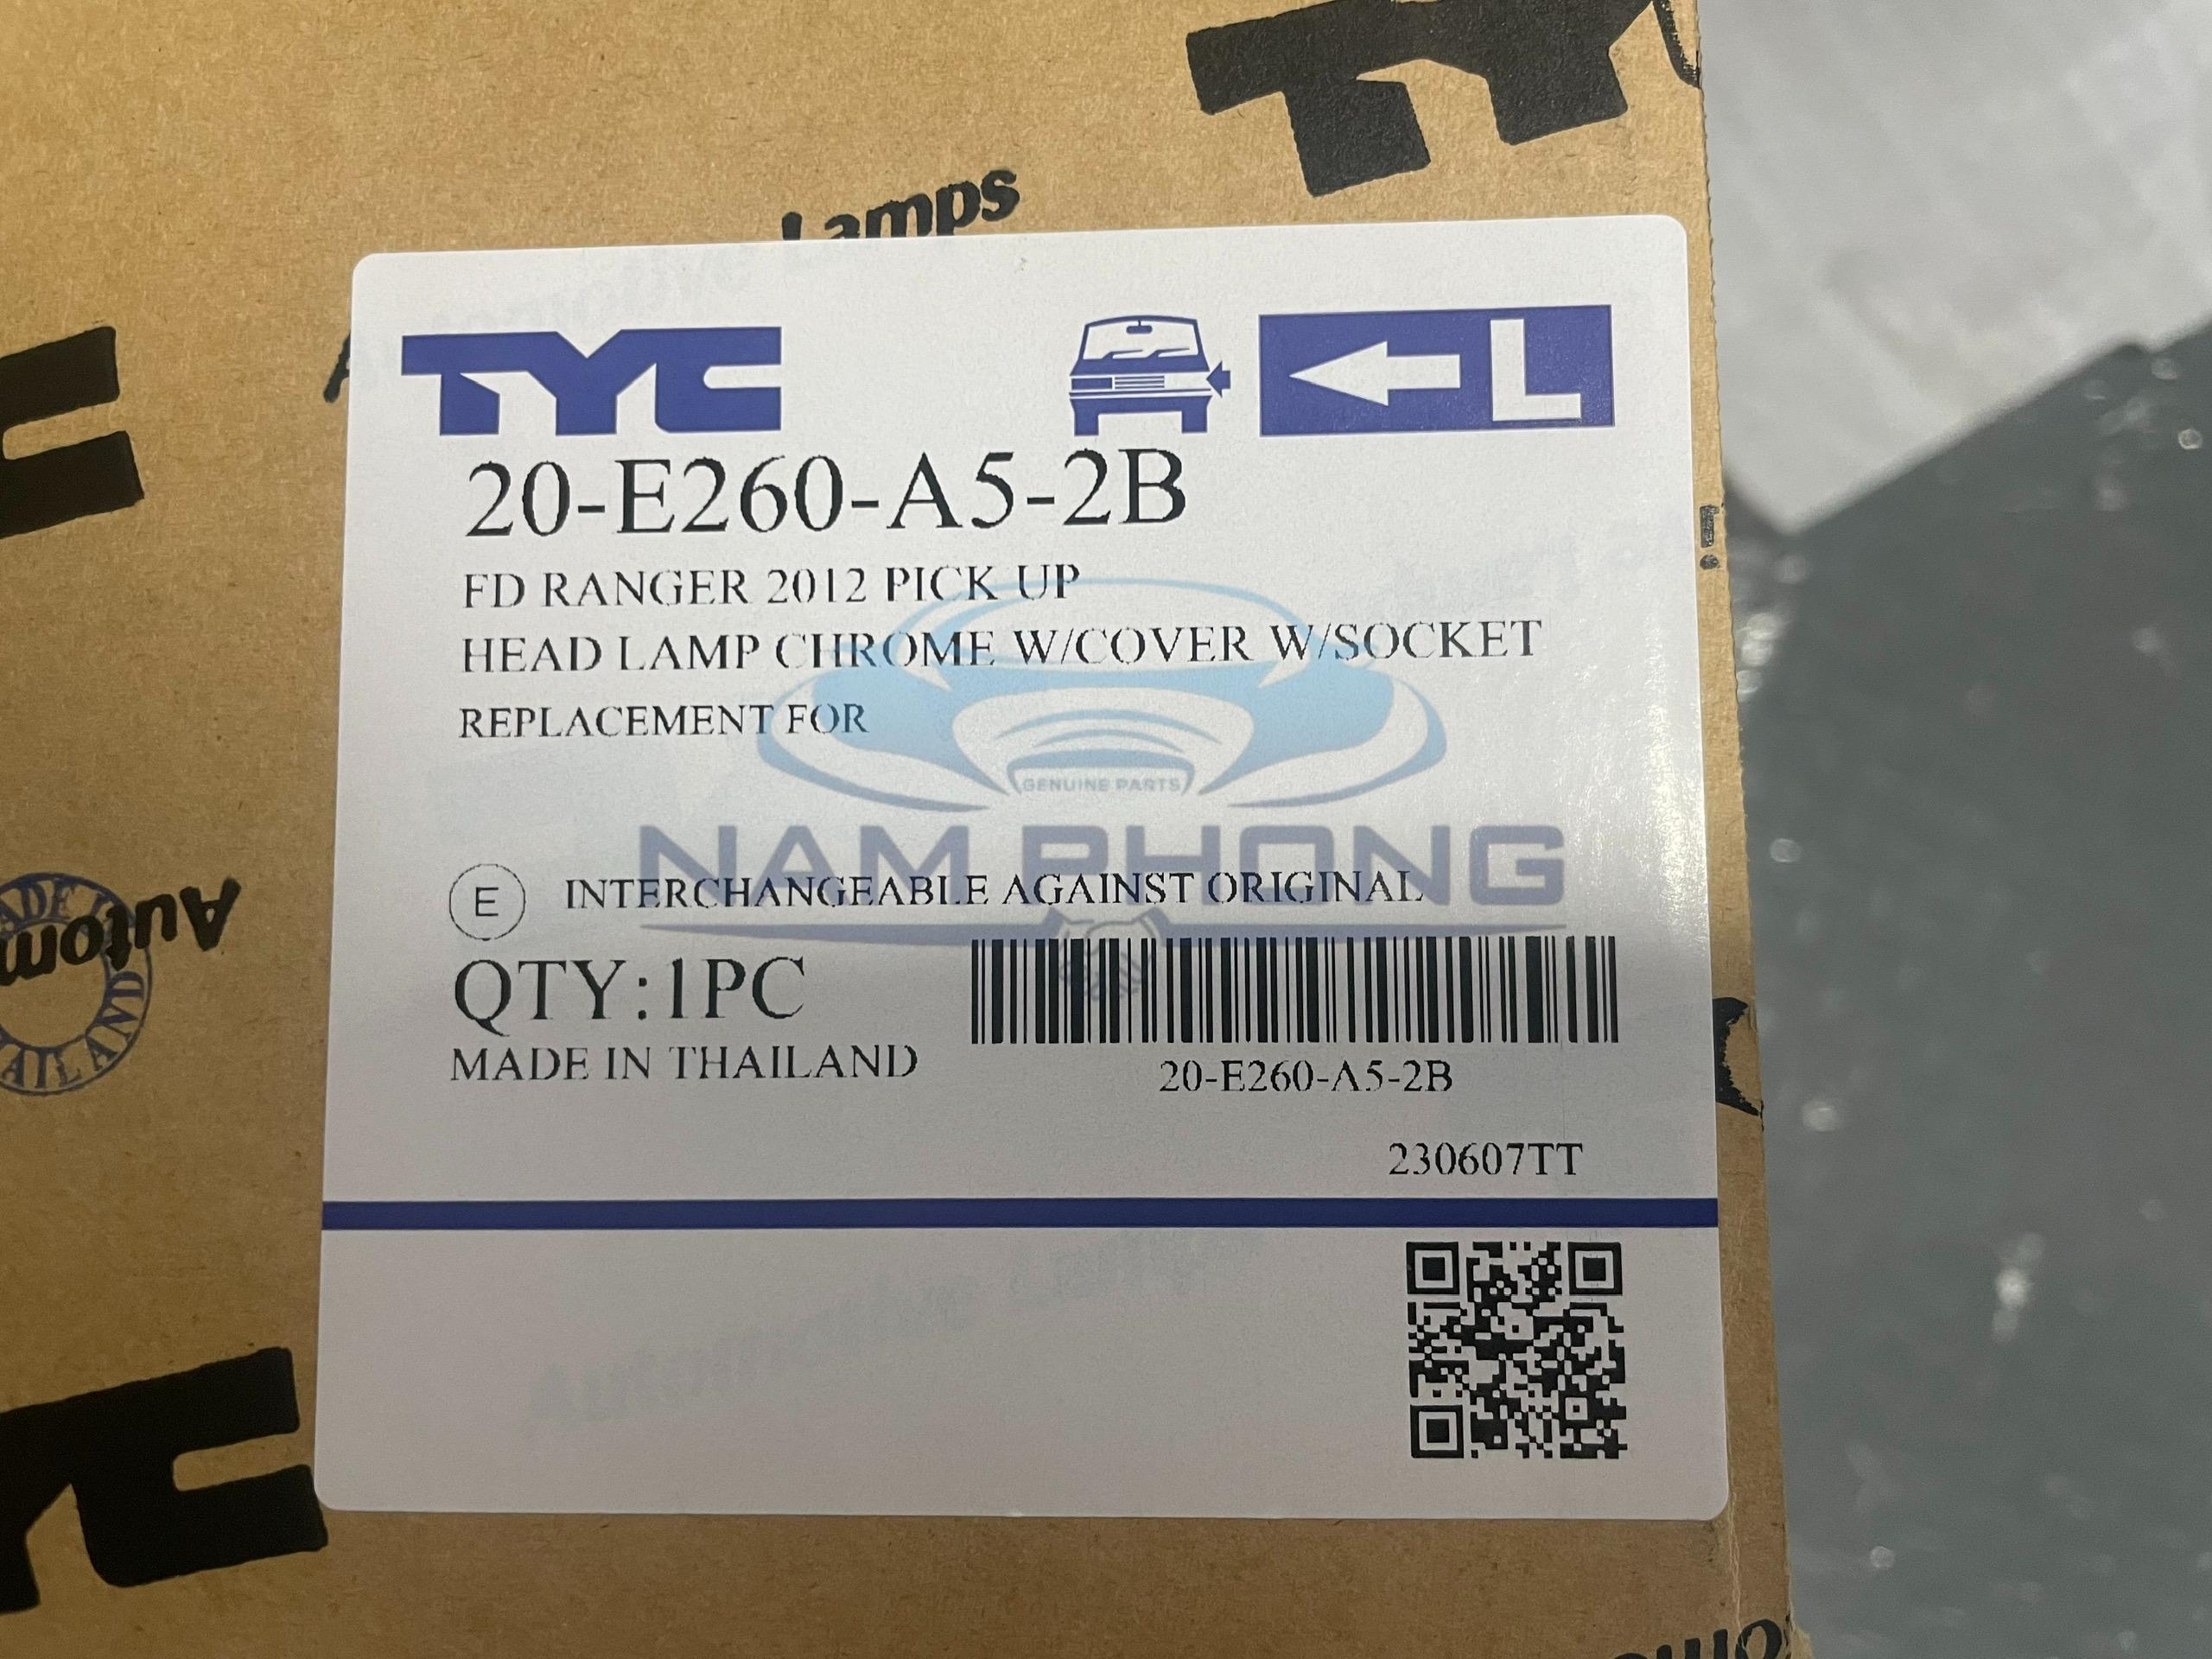 Lamps
TYC
L
20-E260-A5-2B
FD RANGER 2012 PICK UP
HEAD LAMP CHROME W/COVER W/SOCKET
REPLACEMENT FOR
GENUINE PARTS
NAM PHONG
E INTERCHANGEABLE AGAINST ORIGINAL
QTY:1PC
MADE IN THAILAND
20-E260-A5-2B
230607TT
Autom